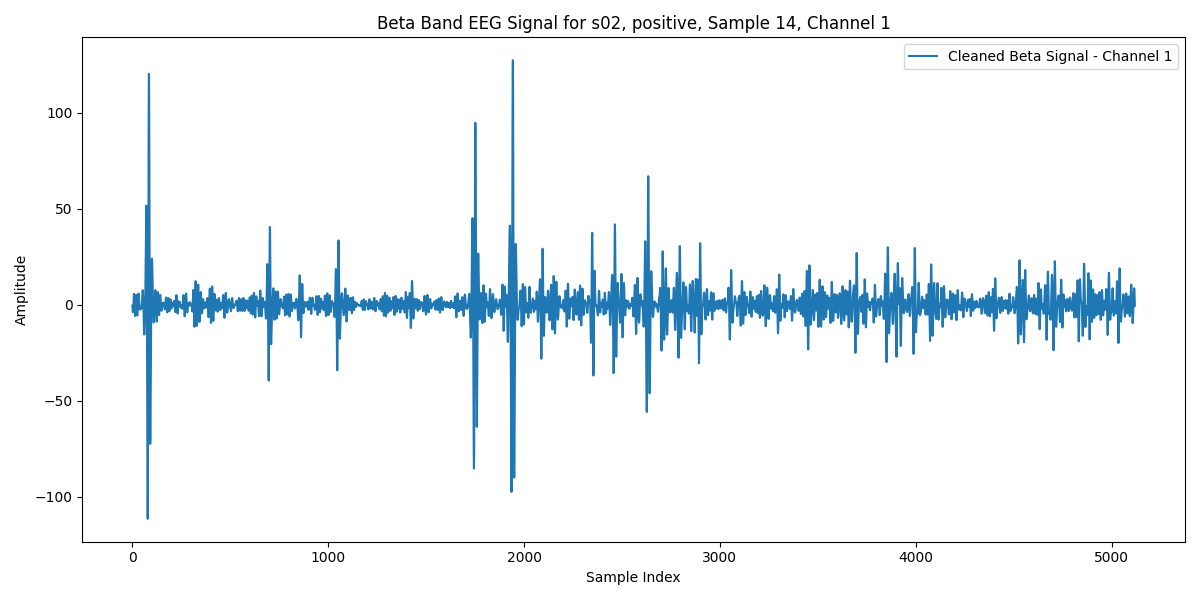 Beta Band EEG Signal for s02, positive, Sample 14, Channel 1
Cleaned Beta Signal - Channel 1
Amplitude
100
50
0
−50
−100
0 1000 2000 3000 4000 5000
Sample Index